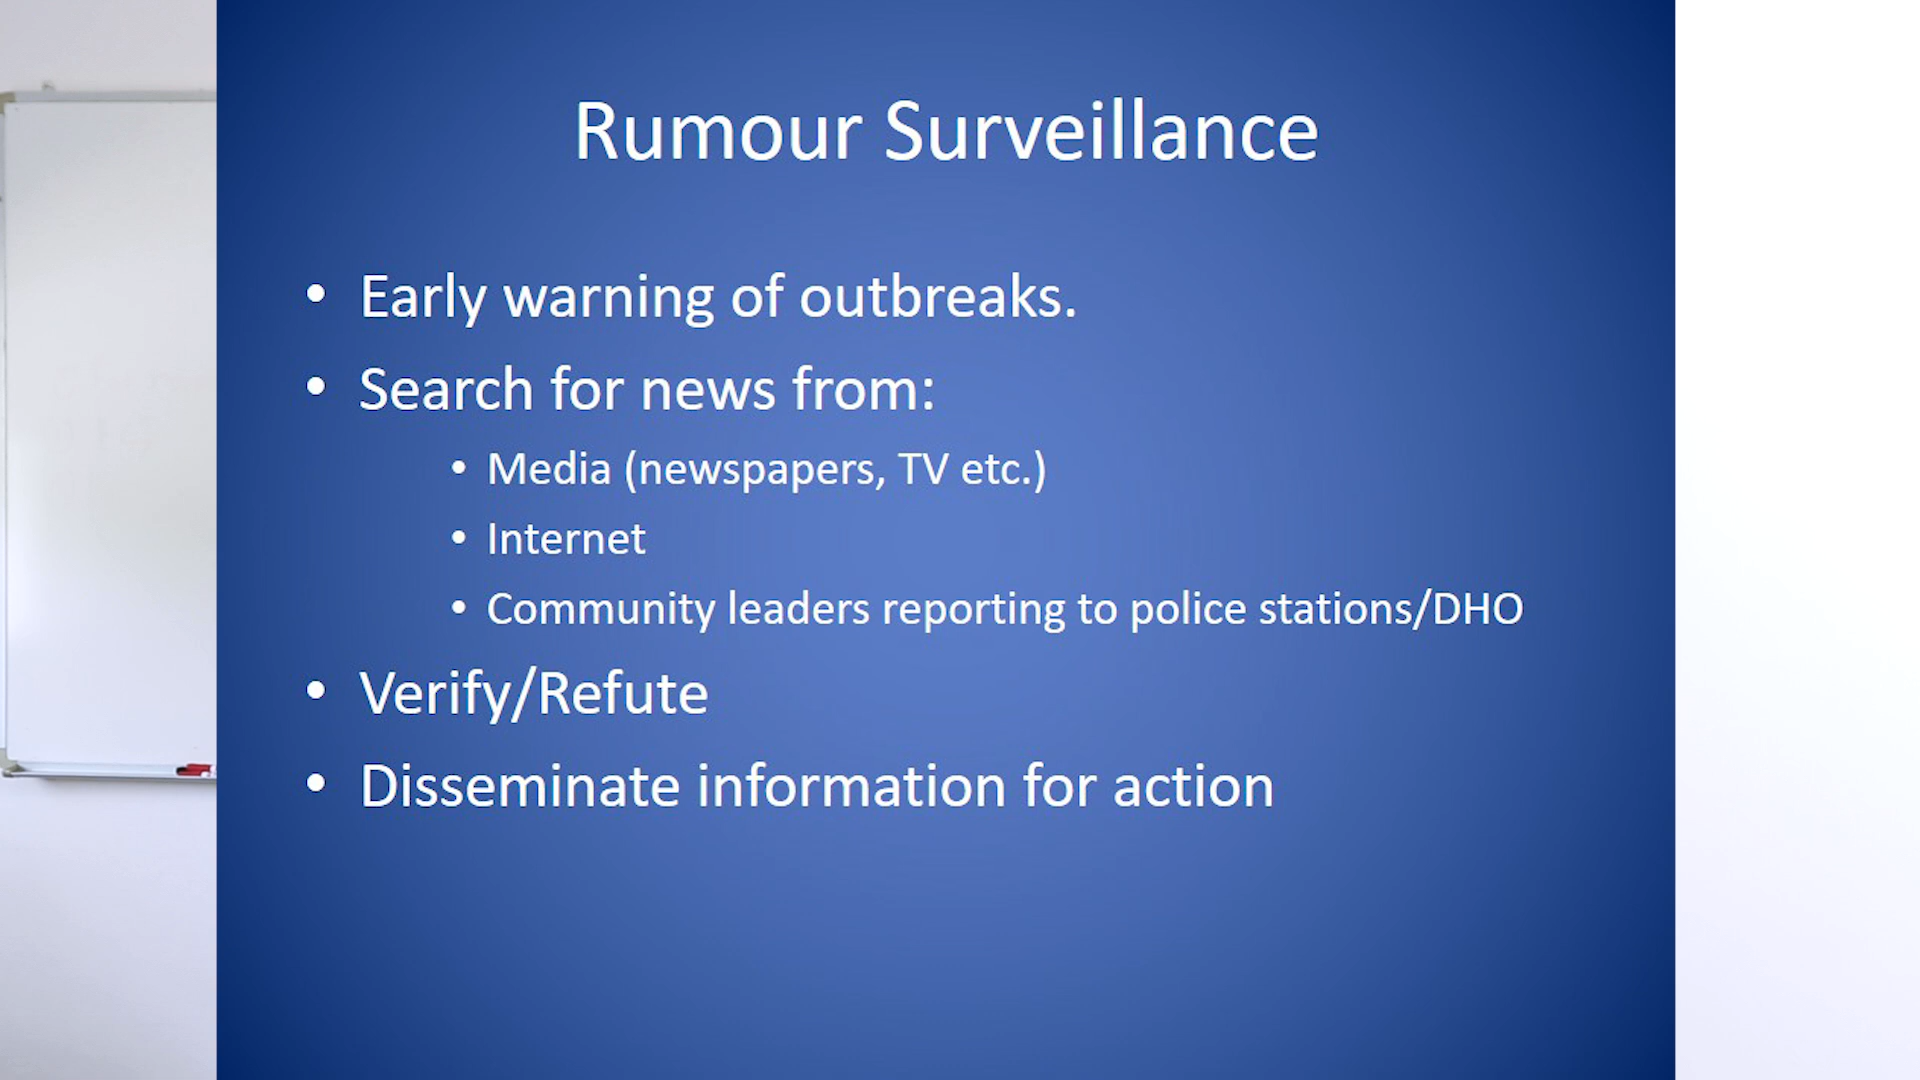 Rumour Surveillance
• Early warning of outbreaks.
• Search for news from:
• Media (newspapers, TV etc.)
• Internet
• Community leaders reporting to police stations/DHO
• Verify/Refute
• Disseminate information for action